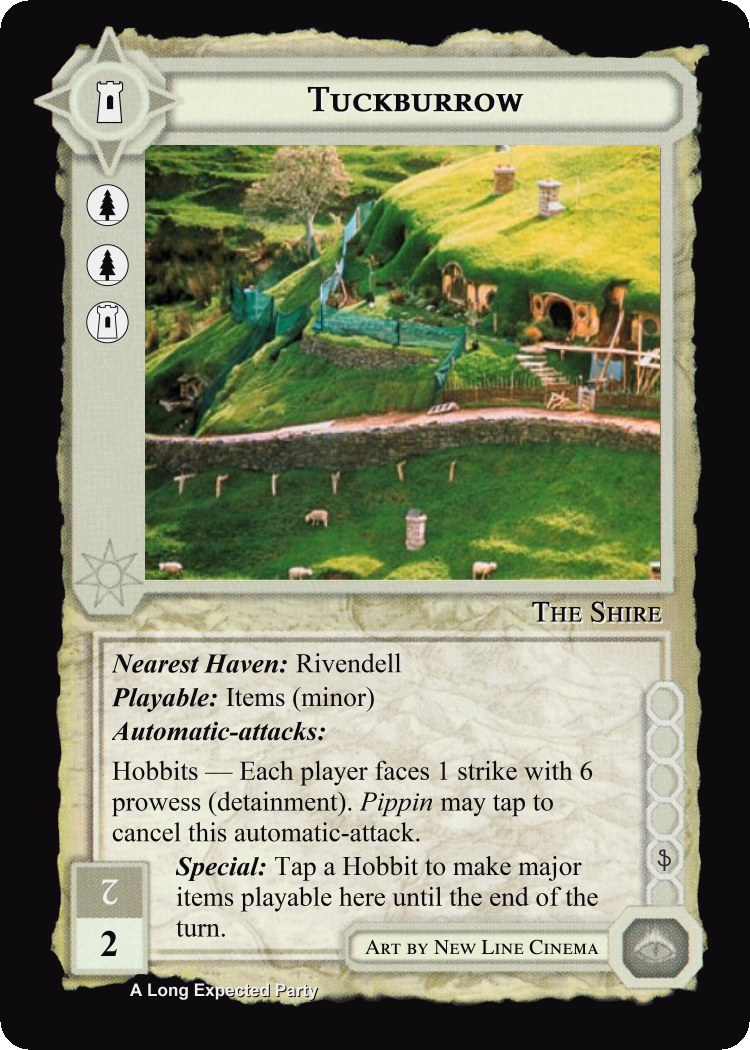 Tuckburrow
The Shire
Nearest Haven: Rivendell
Playable: Items (minor)
Automatic-attacks:
Hobbits — Each player faces 1 strike with 6
prowess (detainment). Pippin may tap to
cancel this automatic-attack.
Special: Tap a Hobbit to make major
items playable here until the end of the
turn.
2
Art by New Line Cinema
A Long Expected Party